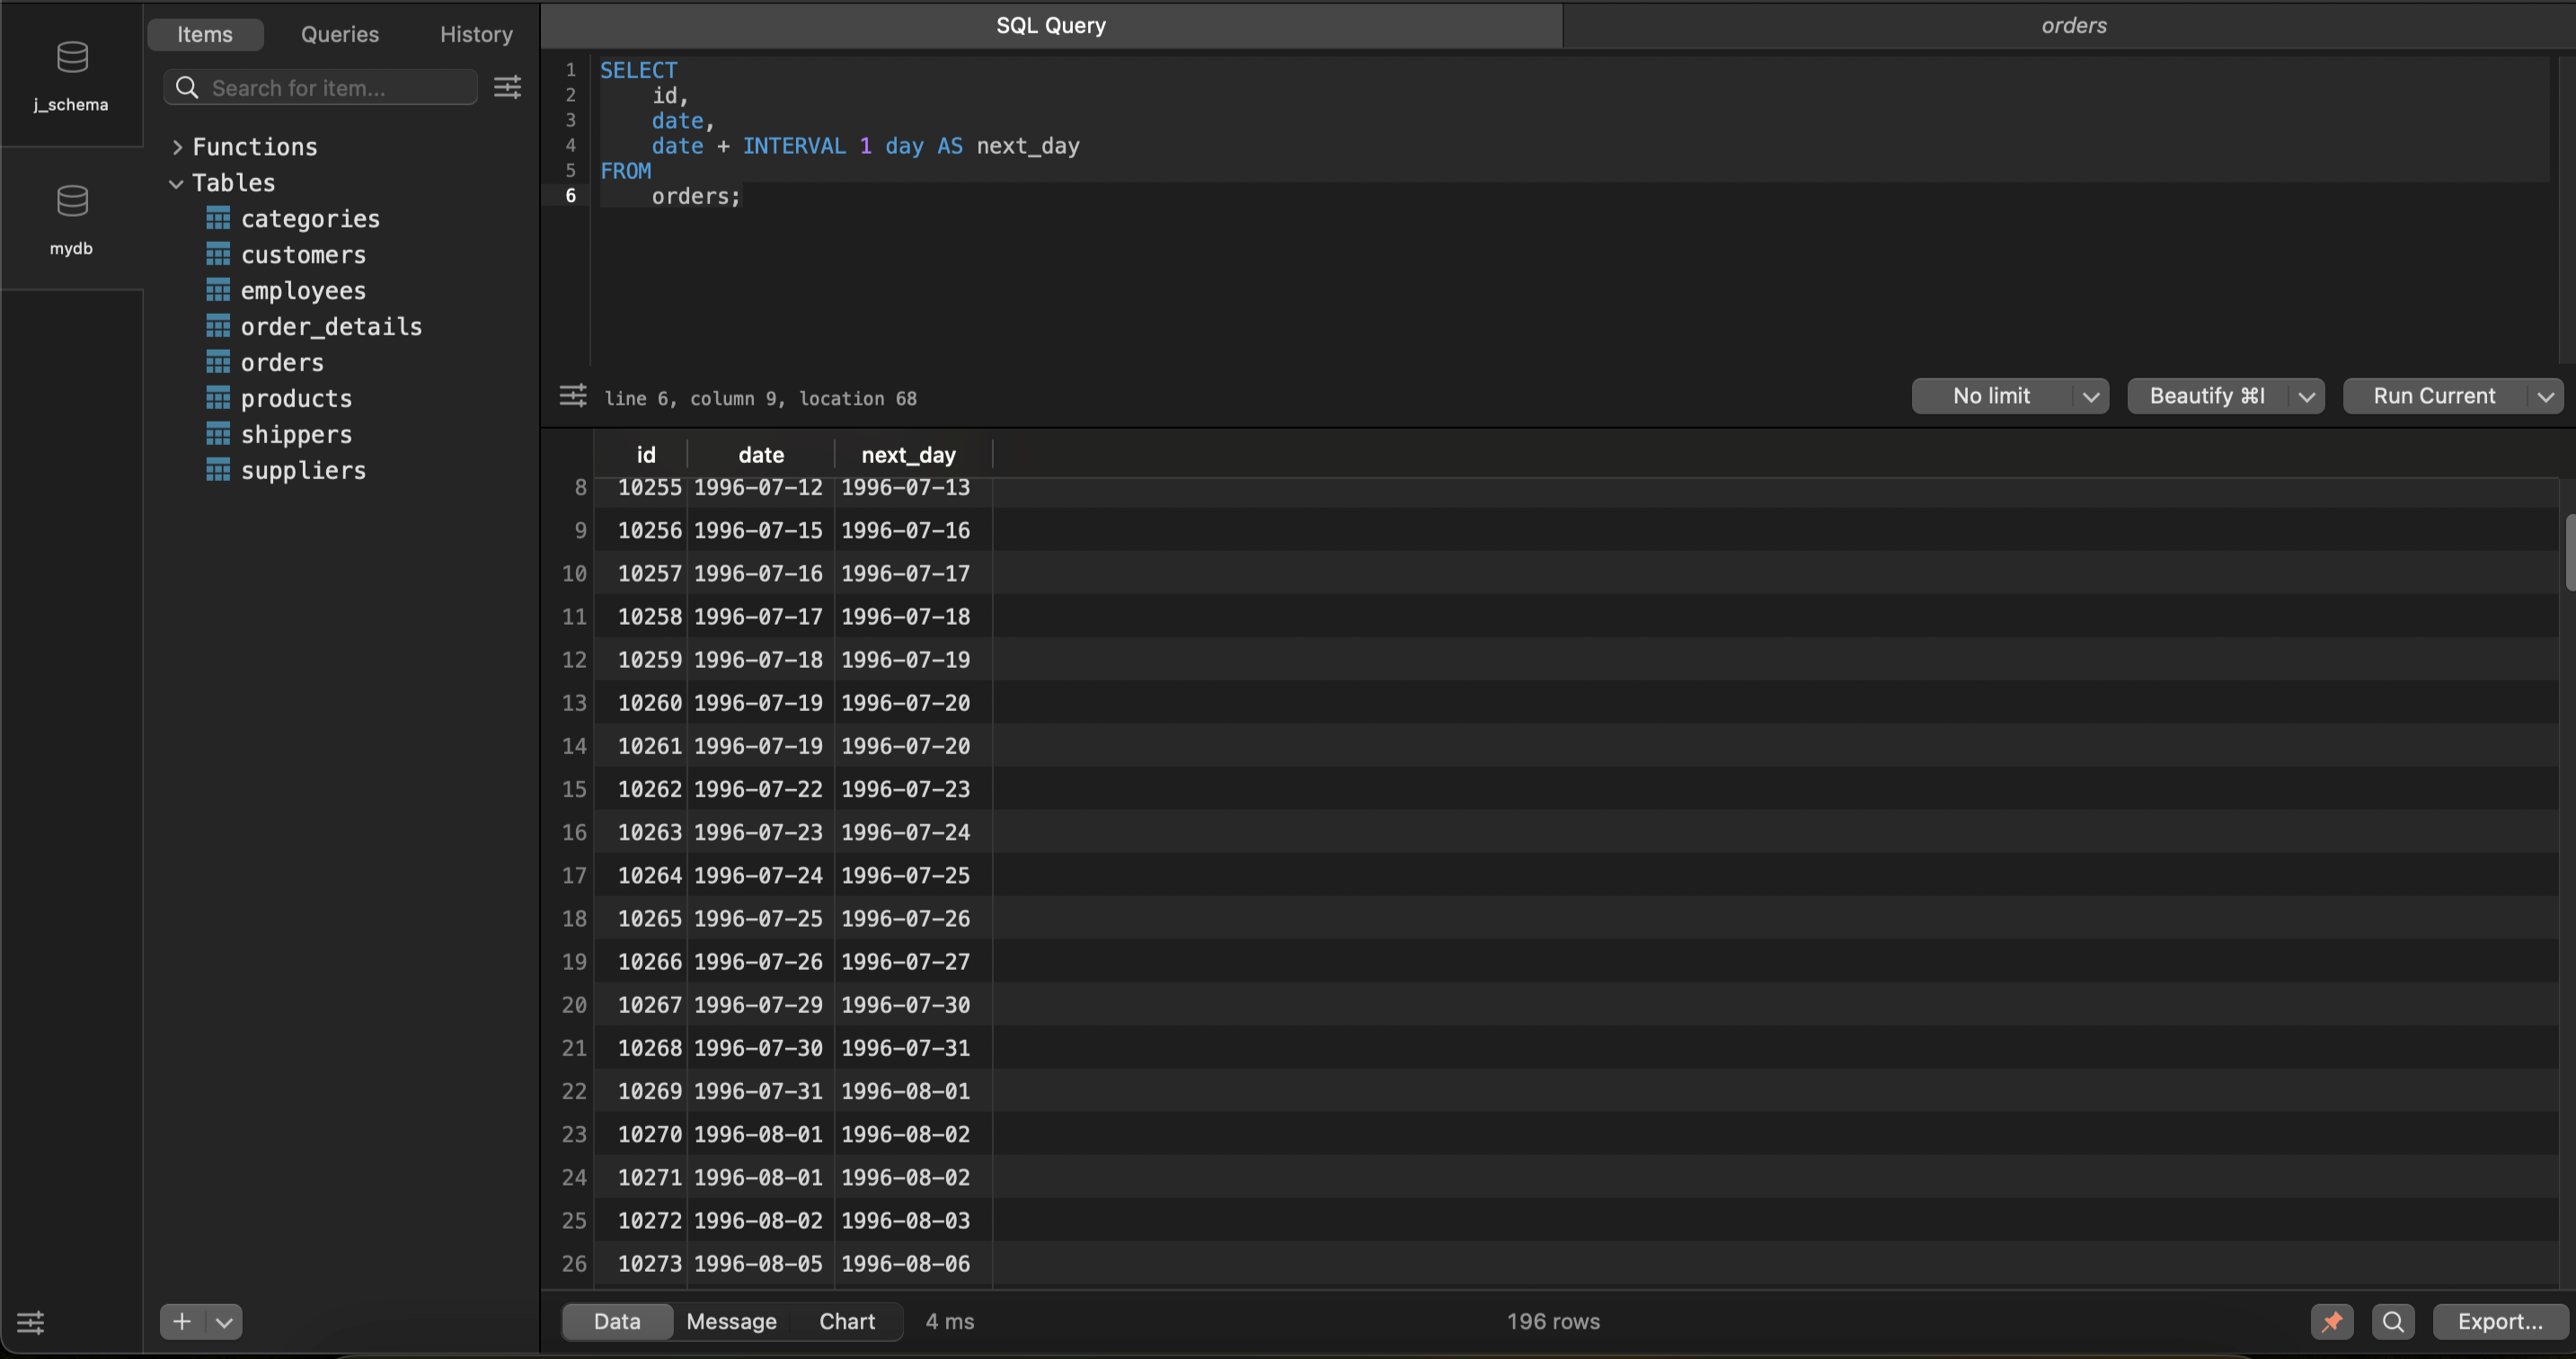 j_schema
mydb
Items Queries History
Search for item...
Functions
Tables
categories
customers
employees
order_details
orders
products
shippers
suppliers
SQL Query orders
1 SELECT
2 id,
3 date,
4 date + INTERVAL 1 day AS next_day
5 FROM
6 orders;
line 6, column 9, location 68 No limit Beautify ⌘I Run Current
id date next_day
8 10255 1996-07-12 1996-07-13
9 10256 1996-07-15 1996-07-16
10 10257 1996-07-16 1996-07-17
11 10258 1996-07-17 1996-07-18
12 10259 1996-07-18 1996-07-19
13 10260 1996-07-19 1996-07-20
14 10261 1996-07-19 1996-07-20
15 10262 1996-07-22 1996-07-23
16 10263 1996-07-23 1996-07-24
17 10264 1996-07-24 1996-07-25
18 10265 1996-07-25 1996-07-26
19 10266 1996-07-26 1996-07-27
20 10267 1996-07-29 1996-07-30
21 10268 1996-07-30 1996-07-31
22 10269 1996-07-31 1996-08-01
23 10270 1996-08-01 1996-08-02
24 10271 1996-08-01 1996-08-02
25 10272 1996-08-02 1996-08-03
26 10273 1996-08-05 1996-08-06
Data Message Chart 4 ms 196 rows Export...